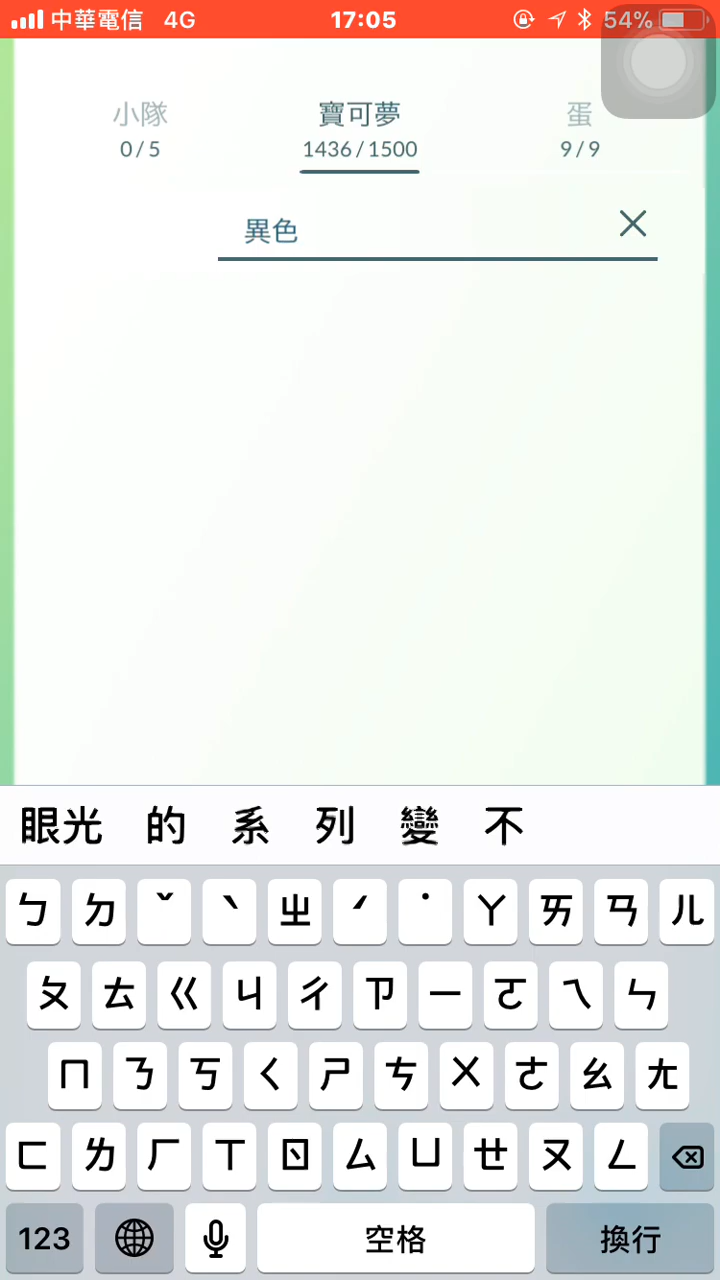 中華電信 4G 17:05 54%
小隊 寶可夢 蛋
0/5 1436/1500 9/9
異色
眼光 的 系 列 變 不
ㄅ ㄉ ˇ ˋ ㄓ ˊ ˙ ㄚ ㄞ ㄢ ㄦ
ㄆ ㄊ ㄍ ㄐ ㄔ ㄗ ㄧ ㄛ ㄟ ㄣ
ㄇ ㄋ ㄎ ㄑ ㄕ ㄘ ㄨ ㄜ ㄠ ㄤ
ㄈ ㄌ ㄏ ㄒ ㄖ ㄙ ㄩ ㄝ ㄡ ㄥ
123 空格 換行